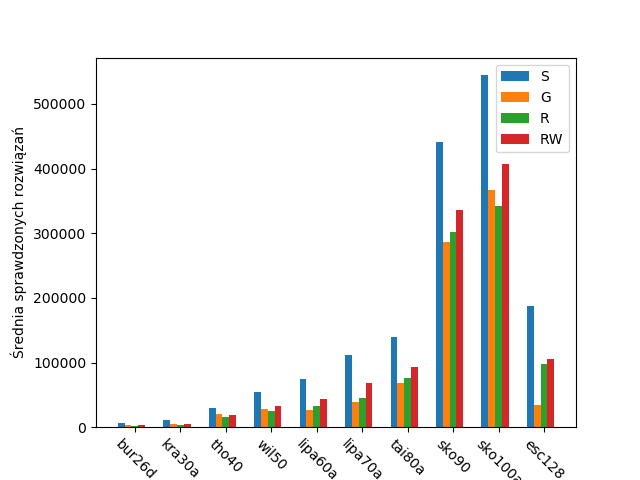 Średnia sprawdzonych rozwiązań
500000
400000
300000
200000
100000
0
S
G
R
RW
bur26d
kra30a
tho40
wil50
lipa60a
lipa70a
tai80a
sko90
sko100a
esc128